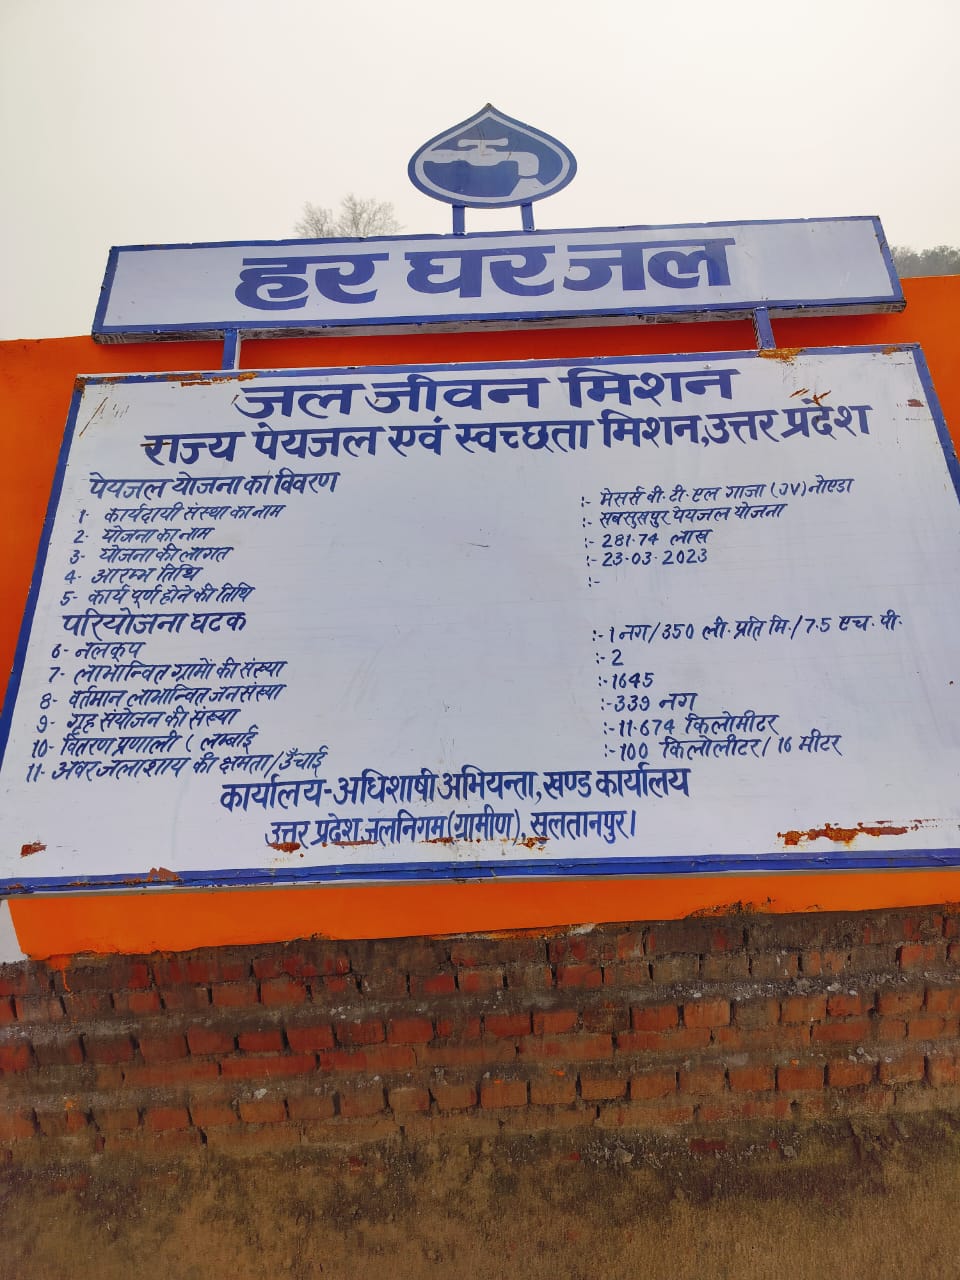 हर घर जल
जल जीवन मिशन
राज्य पेयजल एवं स्वच्छता मिशन,उत्तर प्रदेश
पेयजल योजना का विवरण
1- कार्यदायी संस्था का नाम :- मेसर्स वी.टी.एल गाजा (JV) नोएडा
2- योजना का नाम :- सबसुखपुर पेयजल योजना
3- योजना की लागत :- 281.74 लाख
4- आरम्भ तिथि :- 23-03-2023
5- कार्य पूर्ण होने की तिथि :-
परियोजना घटक
6- नलकूप :- 1 नग/350 ली. प्रति मि./7.5 एच.पी.
7- लाभान्वित ग्रामों की संख्या :- 2
8- वर्तमान लाभान्वित जनसंख्या :- 1645
9- गृह संयोजन की संख्या :- 339 नग
10- वितरण प्रणाली ( लम्बाई :- 11.674 किलोमीटर
11- अवर जलाशाय की क्षमता/ऊँचाई :- 100 किलोलीटर/ 16 मीटर
कार्यालय-अधिशाषी अभियन्ता,खण्ड कार्यालय
उत्तर प्रदेश जलनिगम(ग्रामीण), सुलतानपुर।